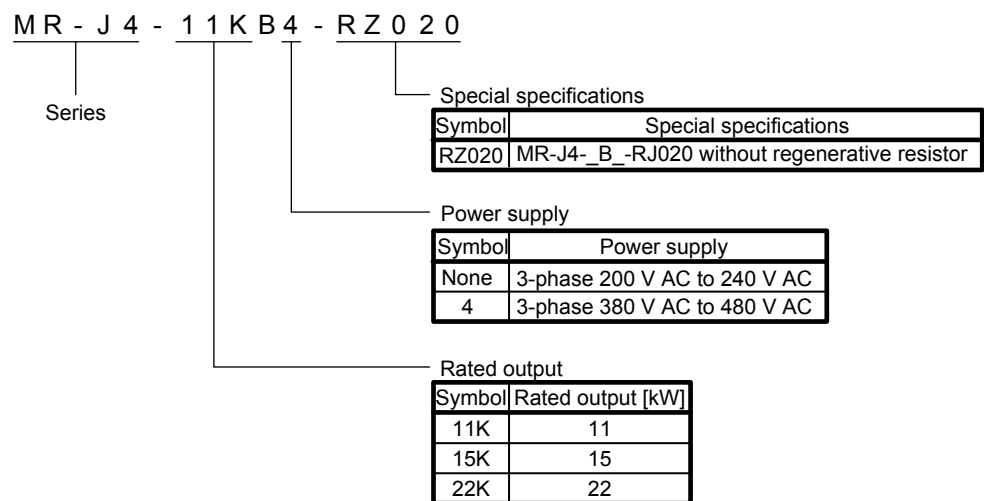 MR-J4-11KB4-RZ020
Series
Special specifications
Symbol Special specifications
RZ020 MR-J4-_B_-RJ020 without regenerative resistor
Power supply
Symbol Power supply
None 3-phase 200 V AC to 240 V AC
4 3-phase 380 V AC to 480 V AC
Rated output
Symbol Rated output [kW]
11K 11
15K 15
22K 22